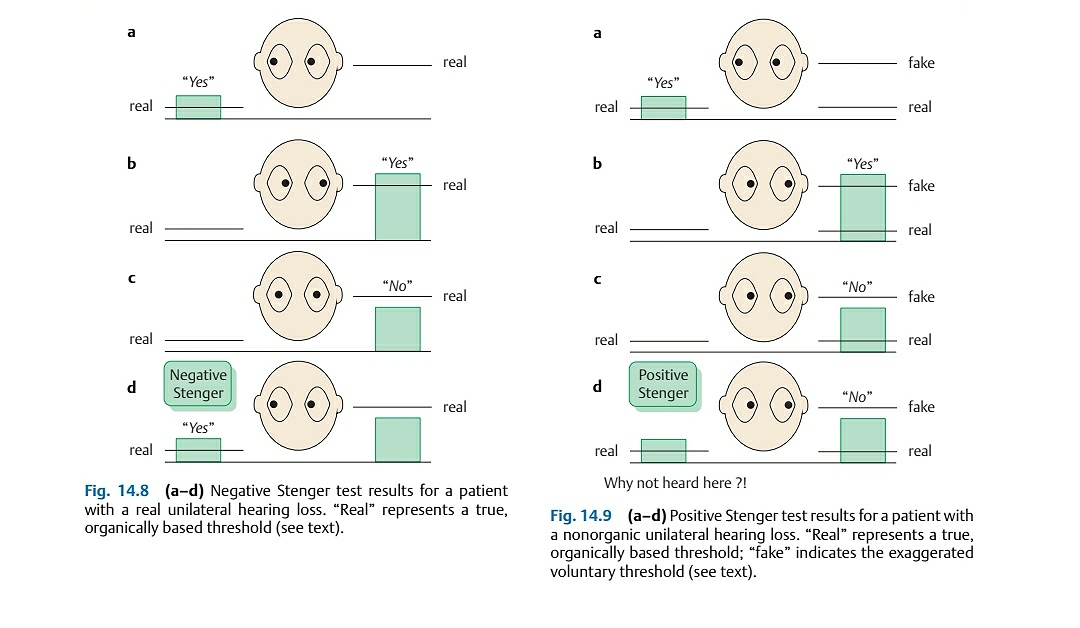 a
real
“Yes”
real
b
“Yes”
real
real
c
“No”
real
real
Negative
Stenger
d
real
“Yes”
real
Fig. 14.8 (a–d) Negative Stenger test results for a patient
with a real unilateral hearing loss. “Real” represents a true,
organically based threshold (see text).
a
fake
“Yes”
real
real
b
“Yes”
fake
real
real
c
“No”
fake
real
real
Positive
Stenger
d
“No”
fake
real
real
Why not heard here ?!
Fig. 14.9 (a–d) Positive Stenger test results for a patient with
a nonorganic unilateral hearing loss. “Real” represents a true,
organically based threshold; “fake” indicates the exaggerated
voluntary threshold (see text).